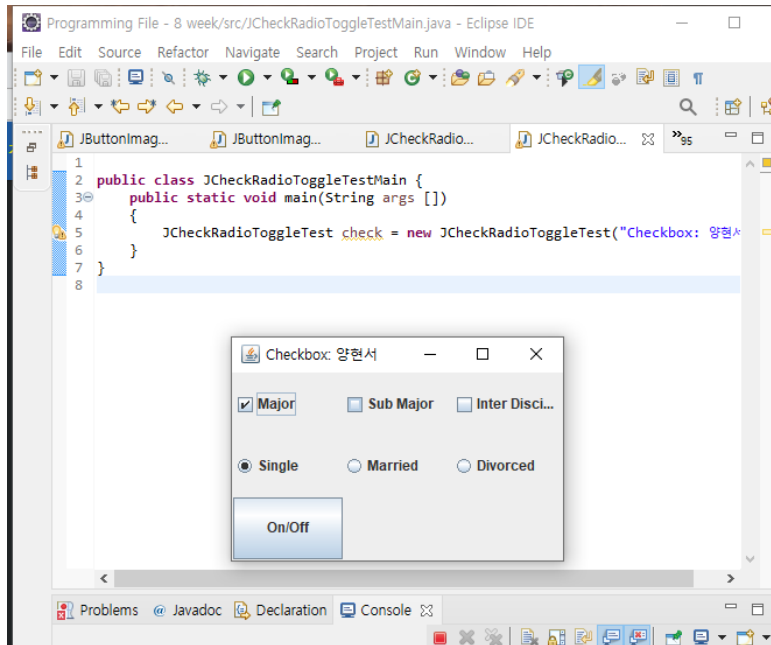 Programming File - 8 week/src/JCheckRadioToggleTestMain.java - Eclipse IDE
File Edit Source Refactor Navigate Search Project Run Window Help
JButtonImag... JButtonImag... JCheckRadio... JCheckRadio... »95
1
2 public class JCheckRadioToggleTestMain {
3 public static void main(String args [])
4 {
5 JCheckRadioToggleTest check = new JCheckRadioToggleTest("Checkbox: 양현서
6 }
7 }
8
Checkbox: 양현서
Major Sub Major Inter Disci...
Single Married Divorced
On/Off
Problems @ Javadoc Declaration Console